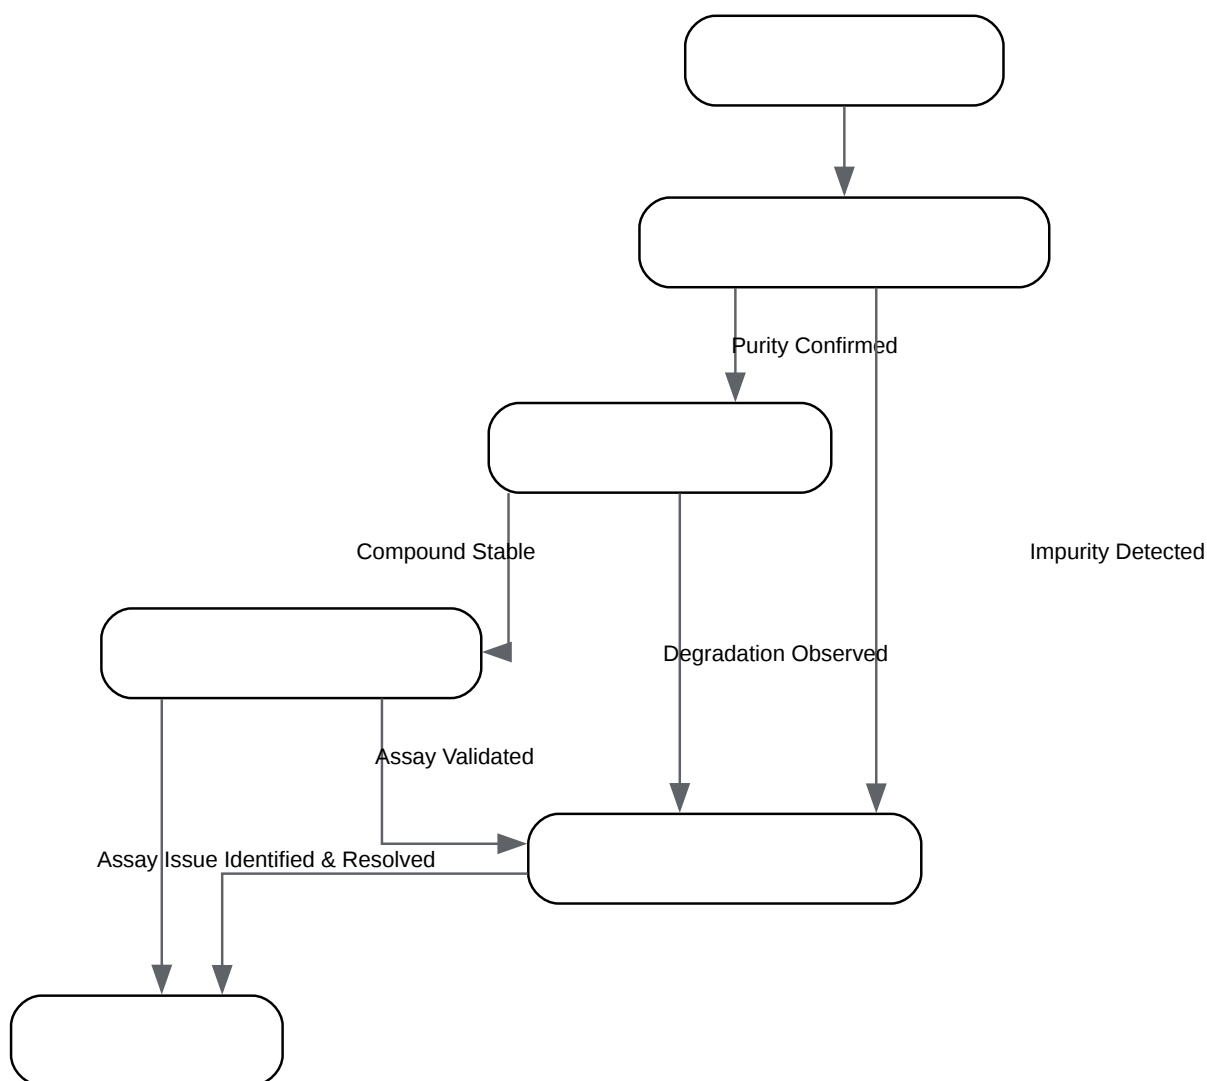 Purity Confirmed
Compound Stable
Impurity Detected
Degradation Observed
Assay Validated
Assay Issue Identified & Resolved